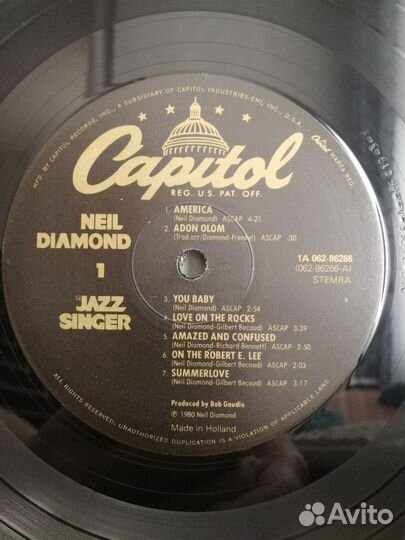 MFD. BY CAPITOL RECORDS, INC., A SUBSIDIARY OF CAPITOL INDUSTRIES-EMI, INC., U.S.A.
Capitol MARCA REG.
Capitol
REG. U.S. PAT. OFF.
NEIL
DIAMOND
1
THE
JAZZ
SINGER
1A 062-86266
(062-86266-A)
STEMRA
1. AMERICA
(Neil Diamond) ASCAP 4:21
2. ADON OLOM
(Trad.arr/Diamond-Frenzel) ASCAP :30
3. YOU BABY
(Neil Diamond) ASCAP 2:54
4. LOVE ON THE ROCKS
(Neil Diamond-Gilbert Becaud) ASCAP 3:39
5. AMAZED AND CONFUSED
(Neil Diamond-Richard Bennett) ASCAP 2:50
6. ON THE ROBERT E. LEE
(Neil Diamond-Gilbert Becaud) ASCAP 2:03
7. SUMMERLOVE
(Neil Diamond-Gilbert Becaud) ASCAP 3:17
Produced by Bob Gaudio
℗ 1980 Neil Diamond
Made in Holland
ALL RIGHTS RESERVED. UNAUTHORIZED DUPLICATION IS A VIOLATION OF APPLICABLE LAWS
Avito